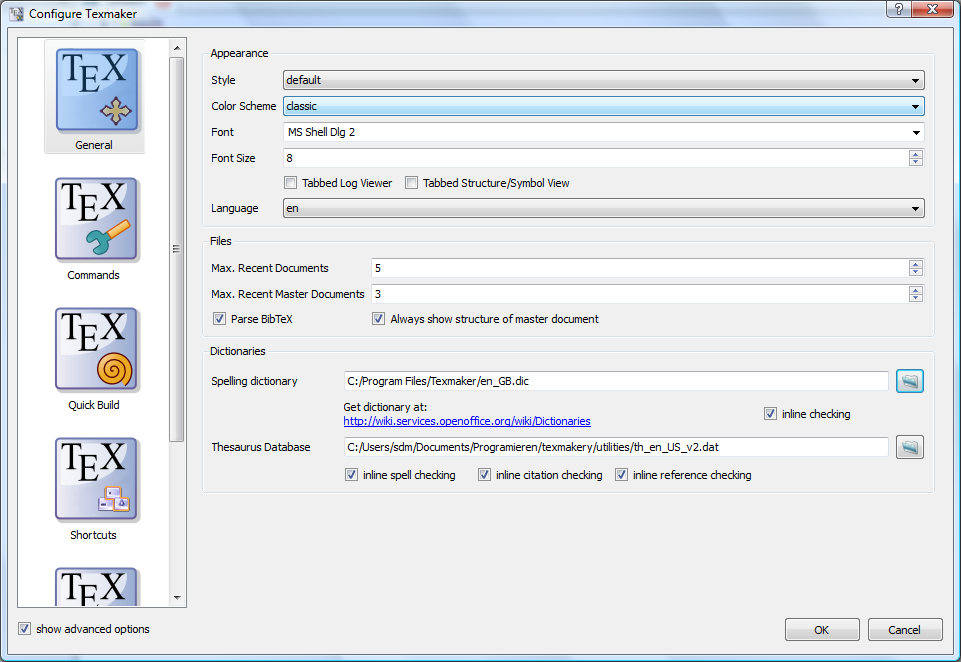 Configure Texmaker
TEX
General
TEX
Commands
TEX
Quick Build
TEX
Shortcuts
TEX
Appearance
Style default
Color Scheme classic
Font MS Shell Dlg 2
Font Size 8
Tabbed Log Viewer Tabbed Structure/Symbol View
Language en
Files
Max. Recent Documents 5
Max. Recent Master Documents 3
Parse BibTeX Always show structure of master document
Dictionaries
Spelling dictionary C:/Program Files/Texmaker/en_GB.dic
Get dictionary at:
http://wiki.services.openoffice.org/wiki/Dictionaries inline checking
Thesaurus Database C:/Users/sdm/Documents/Programieren/texmakery/utilities/th_en_US_v2.dat
inline spell checking inline citation checking inline reference checking
show advanced options OK Cancel